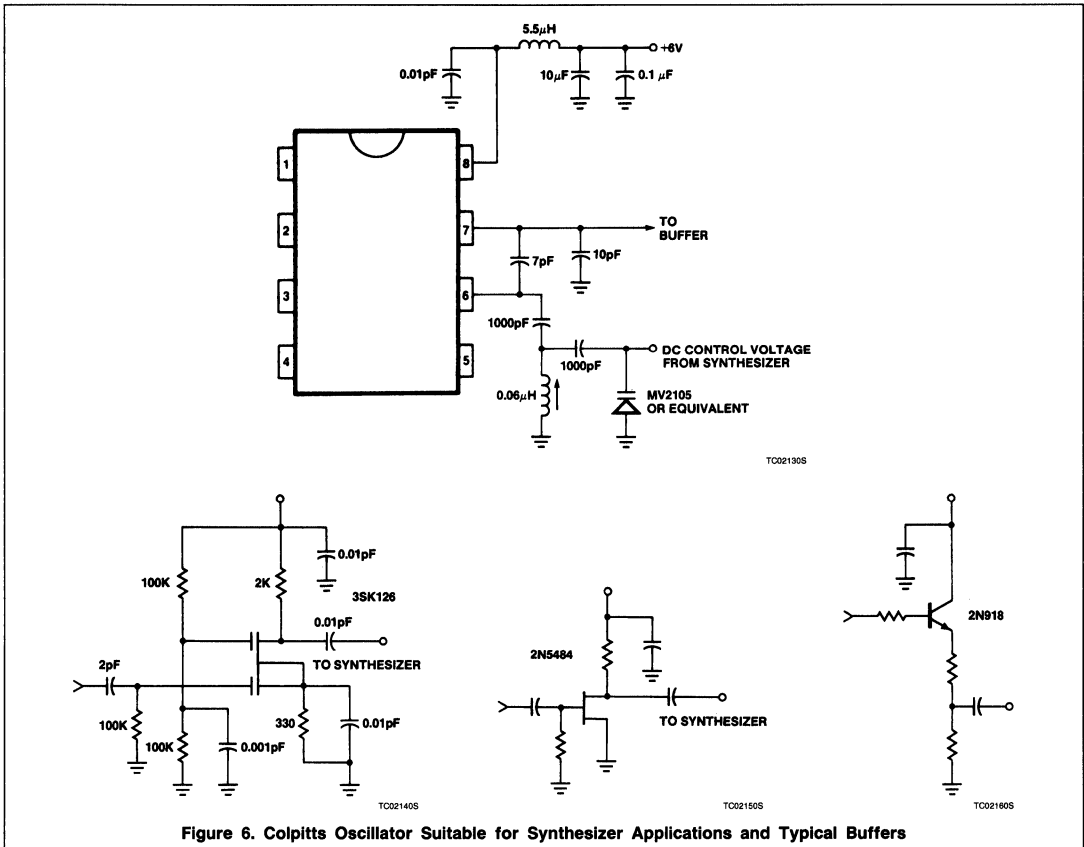 5.5μH
+6V
0.01pF
10μF
0.1 μF
1
8
2
7
TO
BUFFER
7pF
10pF
3
6
1000pF
4
5
1000pF
DC CONTROL VOLTAGE
FROM SYNTHESIZER
0.06μH
MV2105
OR EQUIVALENT
TC02130S
0.01pF
100K
2K
3SK126
0.01pF
TO SYNTHESIZER
2pF
100K
100K
0.001pF
330
0.01pF
TC02140S
2N5484
TO SYNTHESIZER
TC02150S
2N918
TC02160S
Figure 6. Colpitts Oscillator Suitable for Synthesizer Applications and Typical Buffers